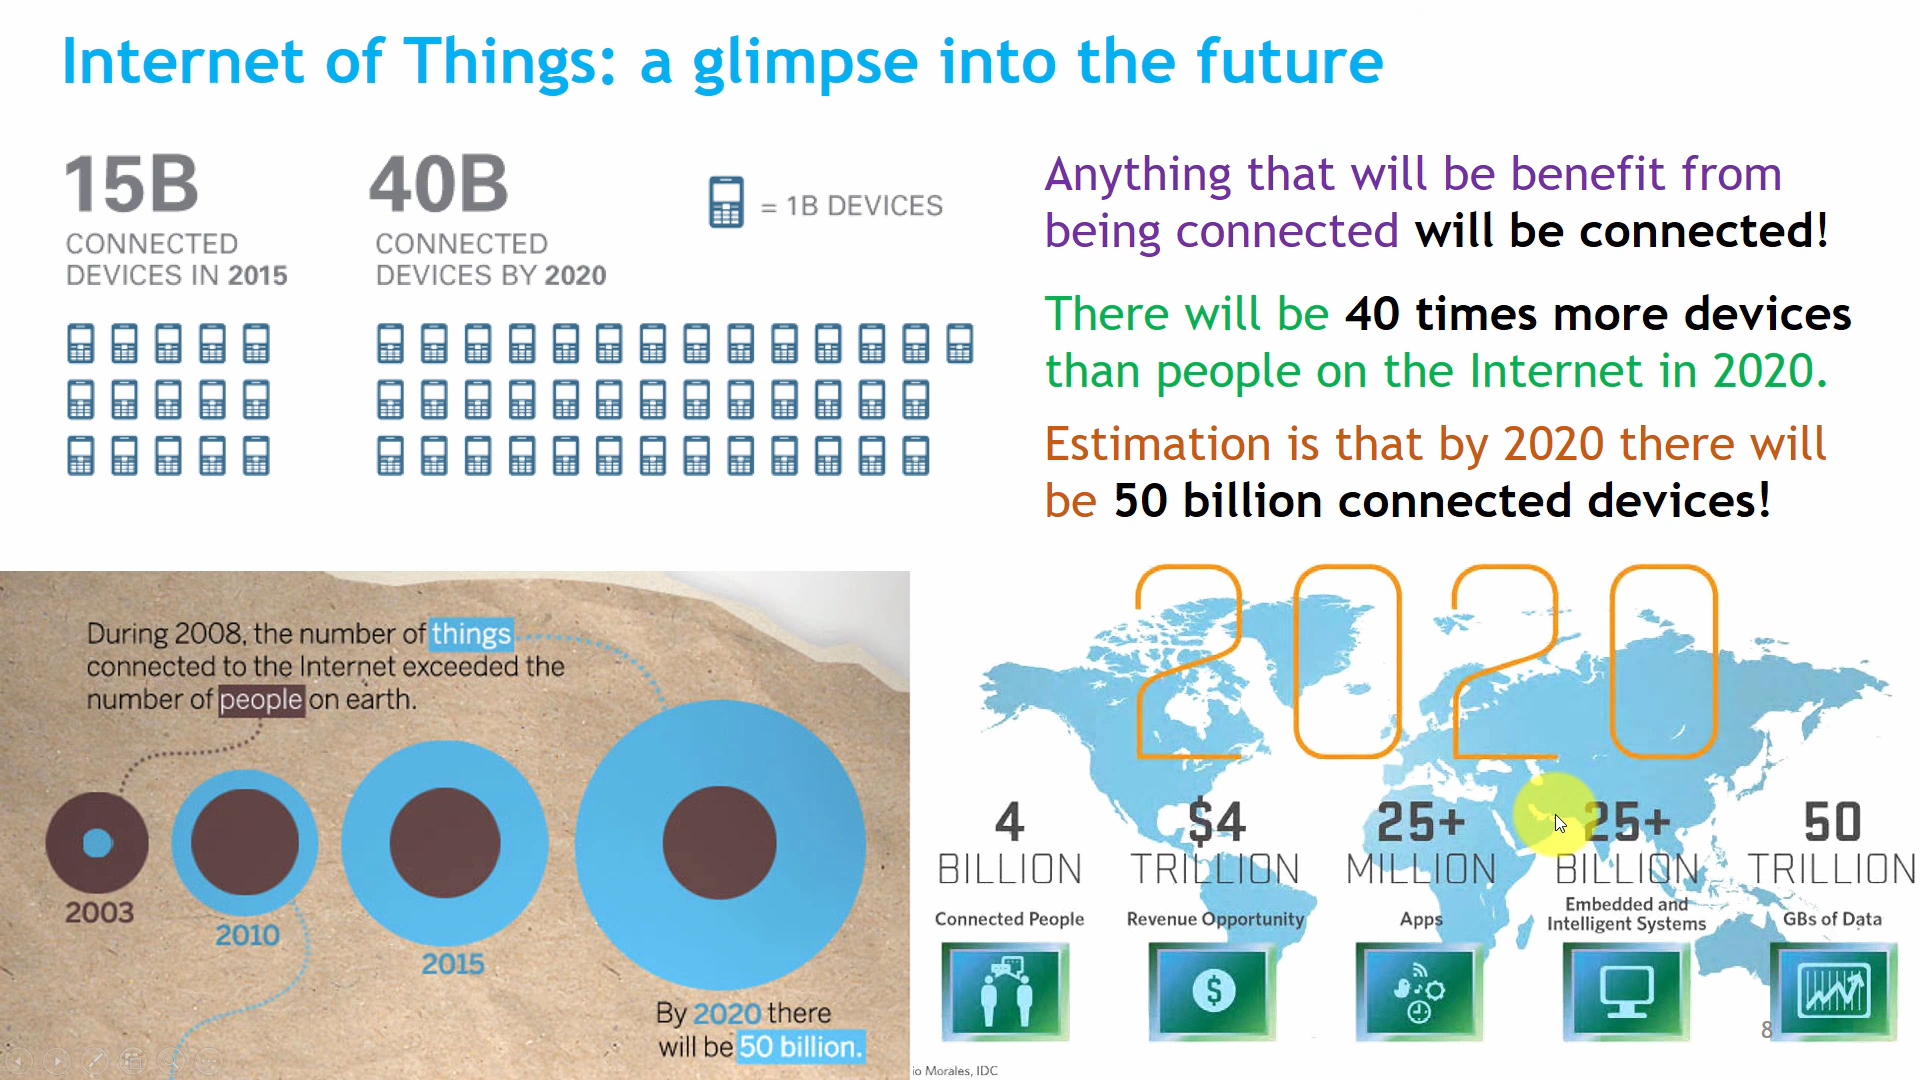 Internet of Things: a glimpse into the future
15B
CONNECTED
DEVICES IN 2015
40B
CONNECTED
DEVICES BY 2020
= 1B DEVICES
Anything that will be benefit from
being connected will be connected!
There will be 40 times more devices
than people on the Internet in 2020.
Estimation is that by 2020 there will
be 50 billion connected devices!
During 2008, the number of things
connected to the Internet exceeded the
number of people on earth.
2003
2010
2015
By 2020 there
will be 50 billion.
2020
4
BILLION
Connected People
$4
TRILLION
Revenue Opportunity
25+
MILLION
Apps
25+
BILLION
Embedded and
Intelligent Systems
50
TRILLION
GBs of Data
8
io Morales, IDC